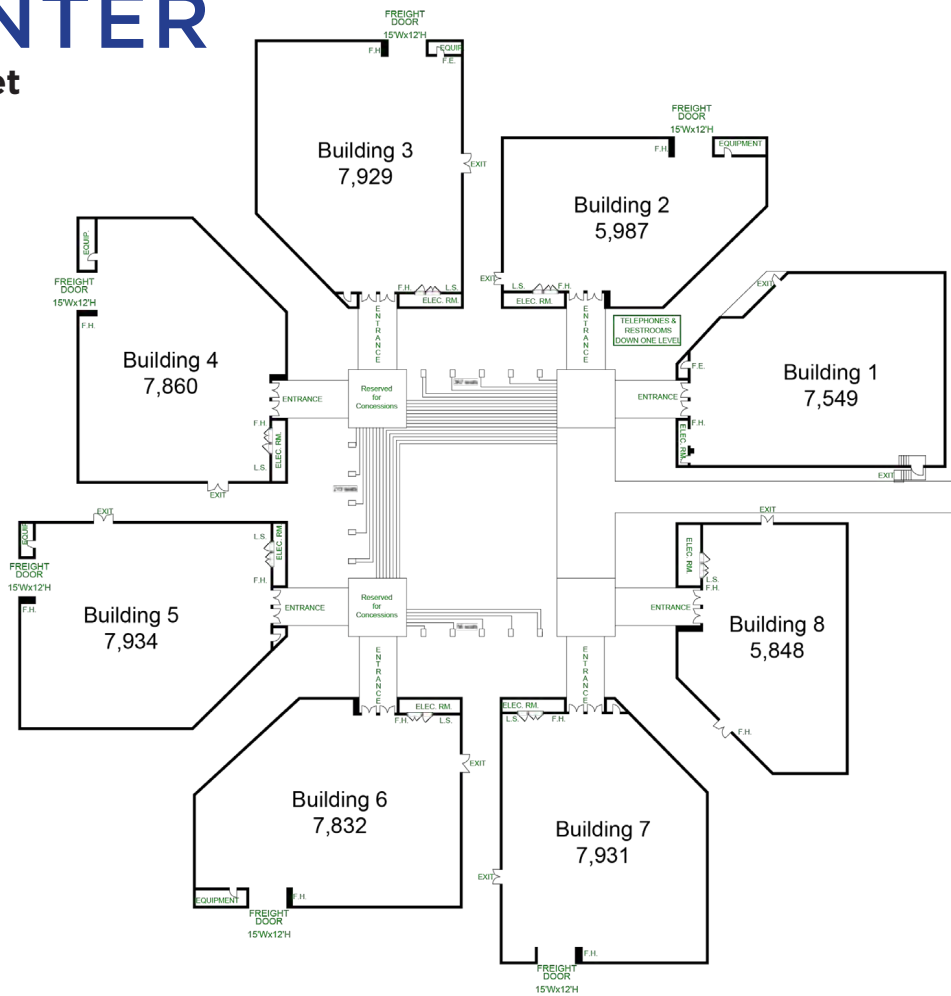 NTER
et
FREIGHT
DOOR
15'Wx12'H
F.H.
EQUIP
F.E.
Building 3
7,929
EXIT
F.H. L.S.
ELEC. RM.
ENTRANCE
FREIGHT
DOOR
15'Wx12'H
F.H.
EQUIPMENT
Building 2
5,987
EXIT
L.S. F.H.
ELEC. RM.
ENTRANCE
TELEPHONES &
RESTROOMS
DOWN ONE LEVEL
EXIT
Building 1
7,549
F.E.
ENTRANCE
F.H.
ELEC. RM.
EXIT
EQUIP.
FREIGHT
DOOR
15'Wx12'H
F.H.
Building 4
7,860
ENTRANCE
F.H.
ELEC. RM.
L.S.
EXIT
Reserved
for
Concessions
EXIT
EQUIP
FREIGHT
DOOR
15'Wx12'H
F.H.
L.S.
ELEC. RM
F.H.
Building 5
7,934
ENTRANCE
Reserved
for
Concessions
EXIT
ELEC. RM.
L.S.
F.H.
ENTRANCE
Building 8
5,848
F.H.
ENTRANCE
ELEC. RM.
F.H. L.S.
EXIT
Building 6
7,832
EQUIPMENT
F.H.
FREIGHT
DOOR
15'Wx12'H
ENTRANCE
ELEC. RM.
L.S. F.H.
Building 7
7,931
EXIT
F.H.
FREIGHT
DOOR
15'Wx12'H